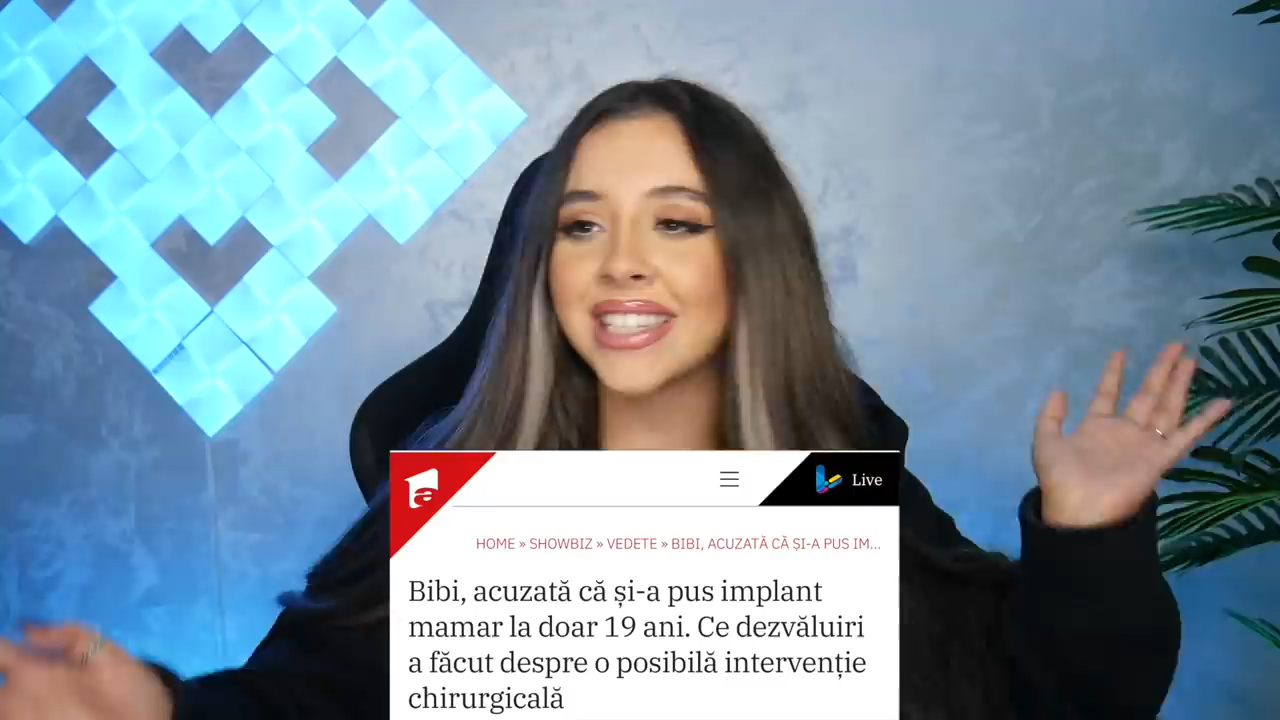 Live
HOME » SHOWBIZ » VEDETE » BIBI, ACUZATĂ CĂ ȘI-A PUS IM...
Bibi, acuzată că și-a pus implant
mamar la doar 19 ani. Ce dezvăluiri
a făcut despre o posibilă intervenție
chirurgicală